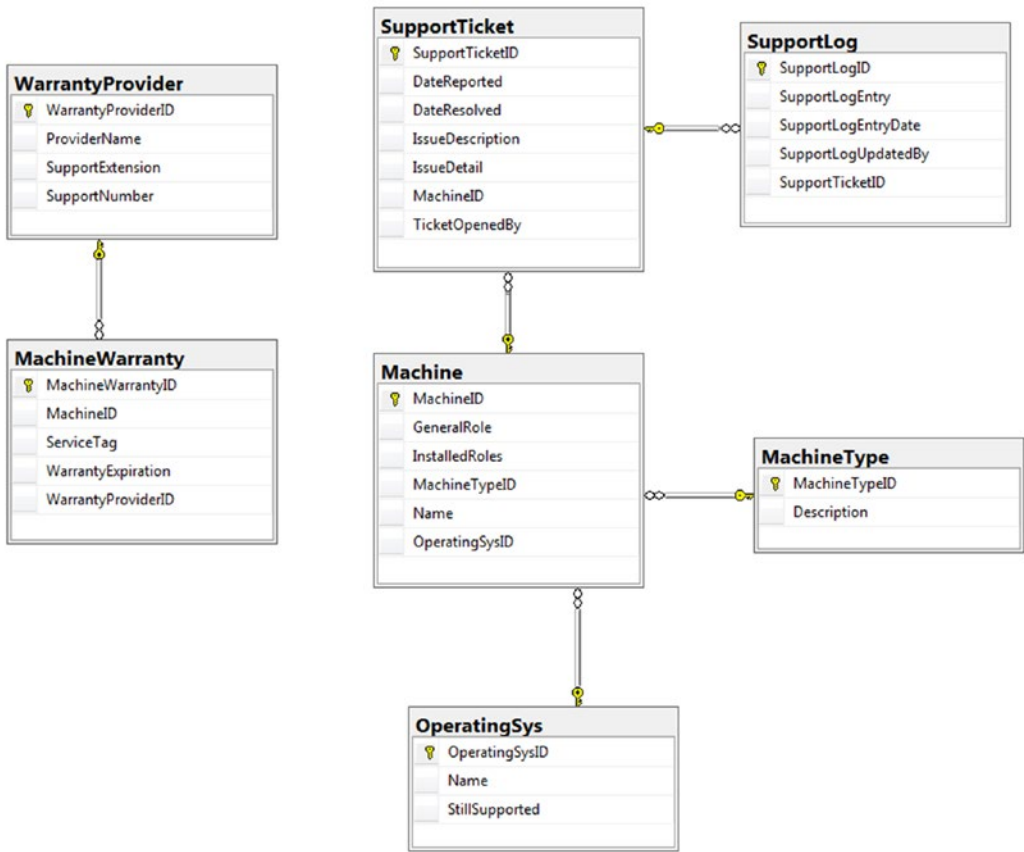 WarrantyProvider
WarrantyProviderID
ProviderName
SupportExtension
SupportNumber
MachineWarranty
MachineWarrantyID
MachineID
ServiceTag
WarrantyExpiration
WarrantyProviderID
SupportTicket
SupportTicketID
DateReported
DateResolved
IssueDescription
IssueDetail
MachineID
TicketOpenedBy
Machine
MachineID
GeneralRole
InstalledRoles
MachineTypeID
Name
OperatingSysID
OperatingSys
OperatingSysID
Name
StillSupported
SupportLog
SupportLogID
SupportLogEntry
SupportLogEntryDate
SupportLogUpdatedBy
SupportTicketID
MachineType
MachineTypeID
Description